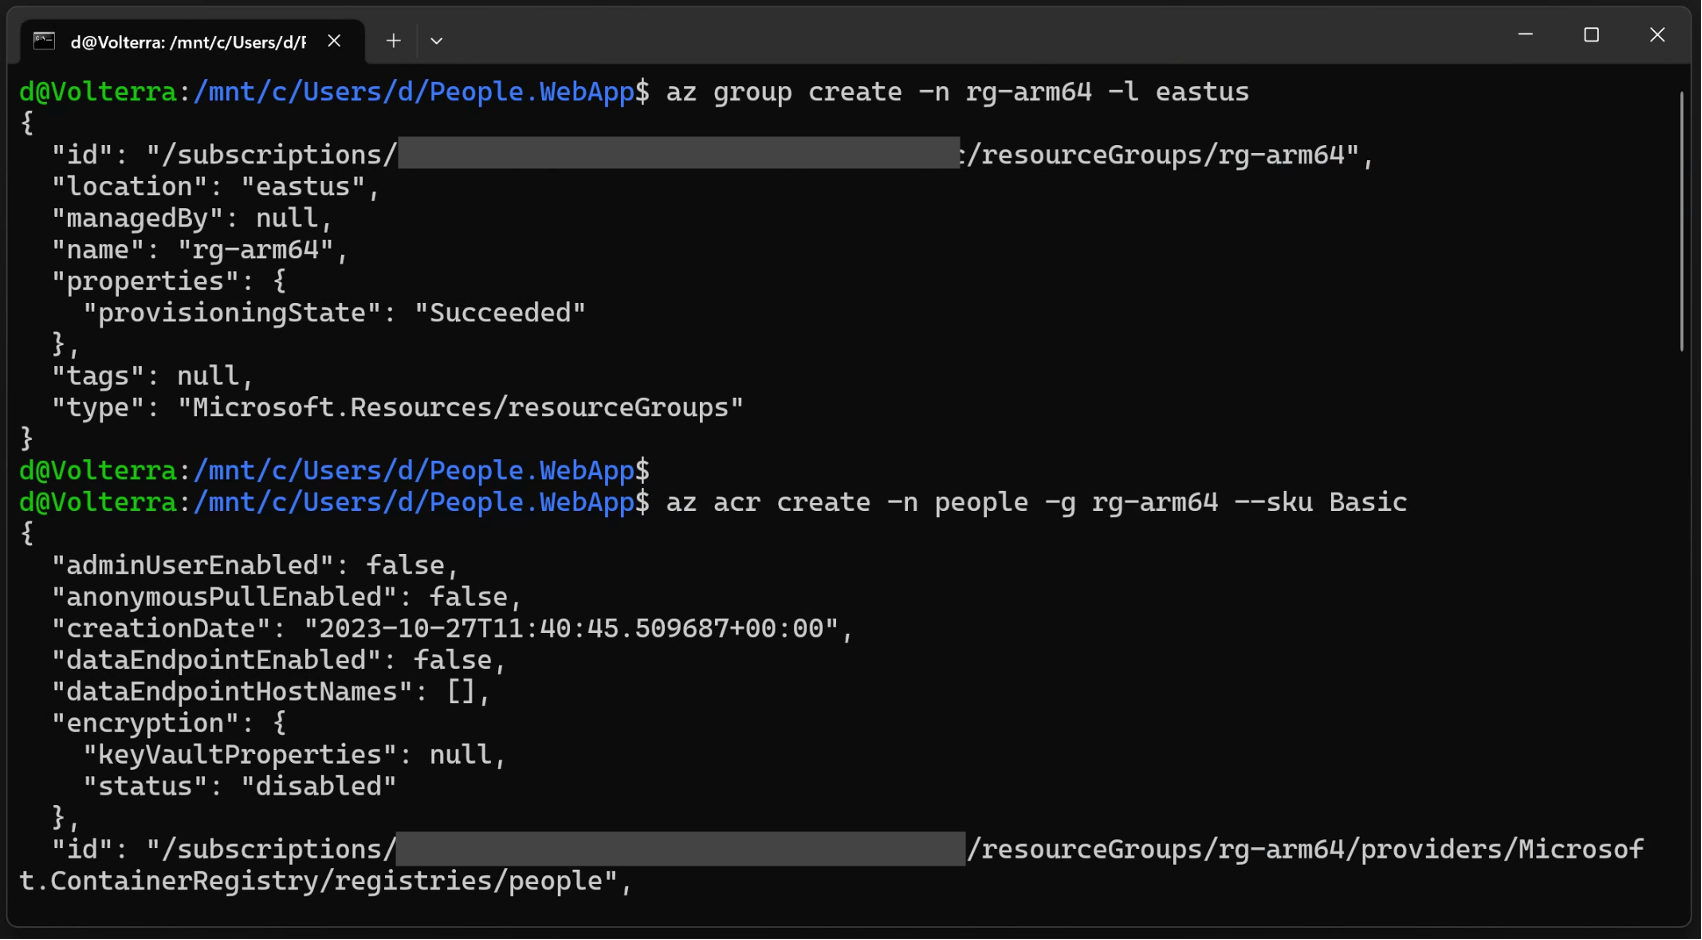 d@Volterra: /mnt/c/Users/d/P
d@Volterra:/mnt/c/Users/d/People.WebApp$ az group create -n rg-arm64 -l eastus
{
  "id": "/subscriptions/ /resourceGroups/rg-arm64",
  "location": "eastus",
  "managedBy": null,
  "name": "rg-arm64",
  "properties": {
    "provisioningState": "Succeeded"
  },
  "tags": null,
  "type": "Microsoft.Resources/resourceGroups"
}
d@Volterra:/mnt/c/Users/d/People.WebApp$
d@Volterra:/mnt/c/Users/d/People.WebApp$ az acr create -n people -g rg-arm64 --sku Basic
{
  "adminUserEnabled": false,
  "anonymousPullEnabled": false,
  "creationDate": "2023-10-27T11:40:45.509687+00:00",
  "dataEndpointEnabled": false,
  "dataEndpointHostNames": [],
  "encryption": {
    "keyVaultProperties": null,
    "status": "disabled"
  },
  "id": "/subscriptions/ /resourceGroups/rg-arm64/providers/Microsof
t.ContainerRegistry/registries/people",